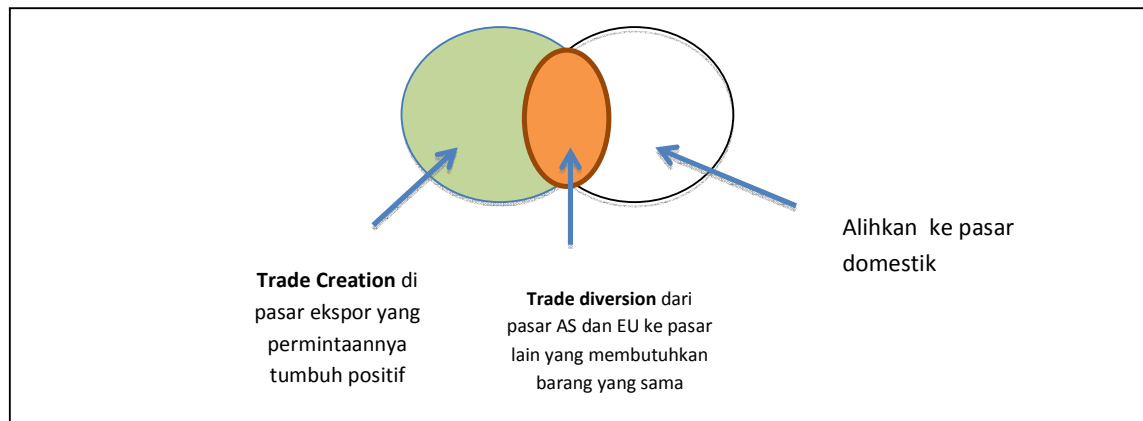 Trade Creation di
pasar ekspor yang
permintaannya
tumbuh positif
Trade diversion dari
pasar AS dan EU ke pasar
lain yang membutuhkan
barang yang sama
Alihkan ke pasar
domestik